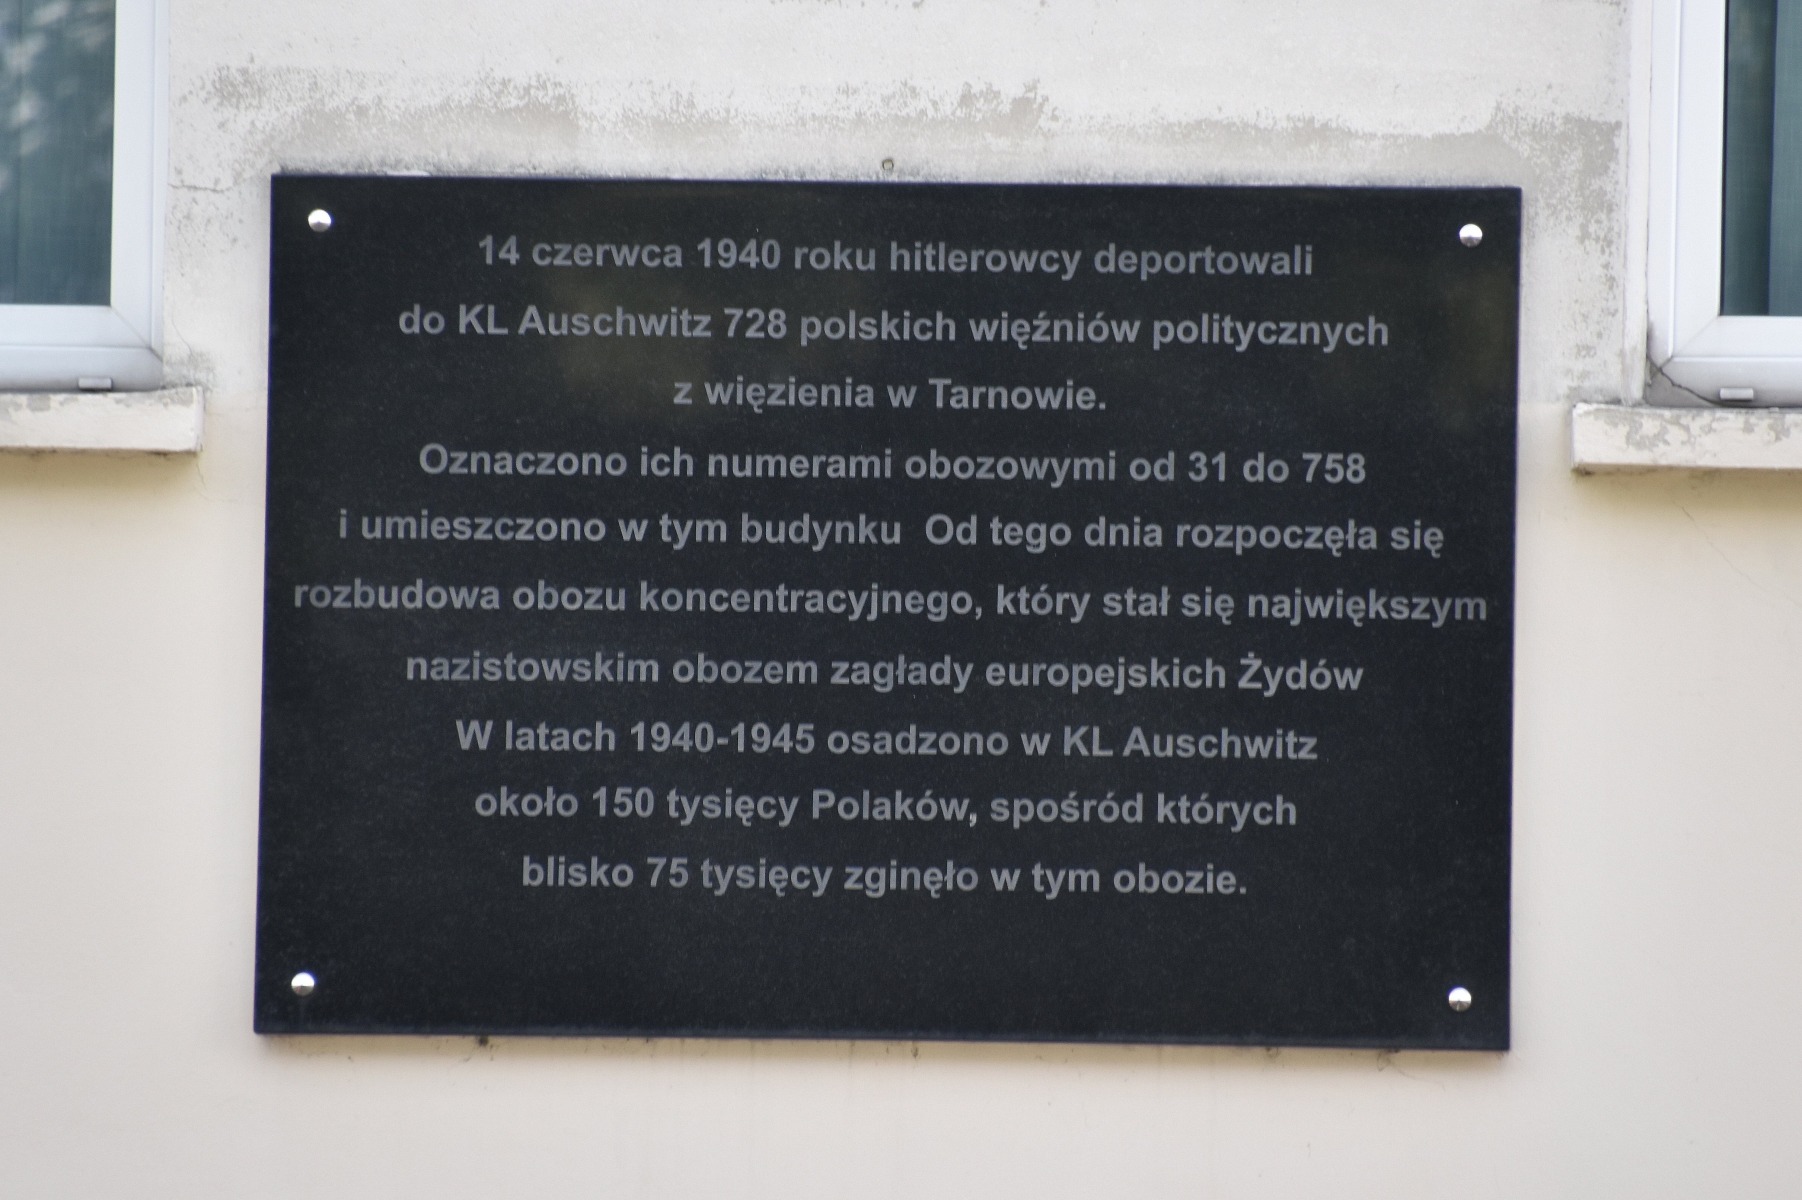 14 czerwca 1940 roku hitlerowcy deportowali
do KL Auschwitz 728 polskich więźniów politycznych
z więzienia w Tarnowie.
Oznaczono ich numerami obozowymi od 31 do 758
i umieszczono w tym budynku Od tego dnia rozpoczęła się
rozbudowa obozu koncentracyjnego, który stał się największym
nazistowskim obozem zagłady europejskich Żydów
W latach 1940-1945 osadzono w KL Auschwitz
około 150 tysięcy Polaków, spośród których
blisko 75 tysięcy zginęło w tym obozie.